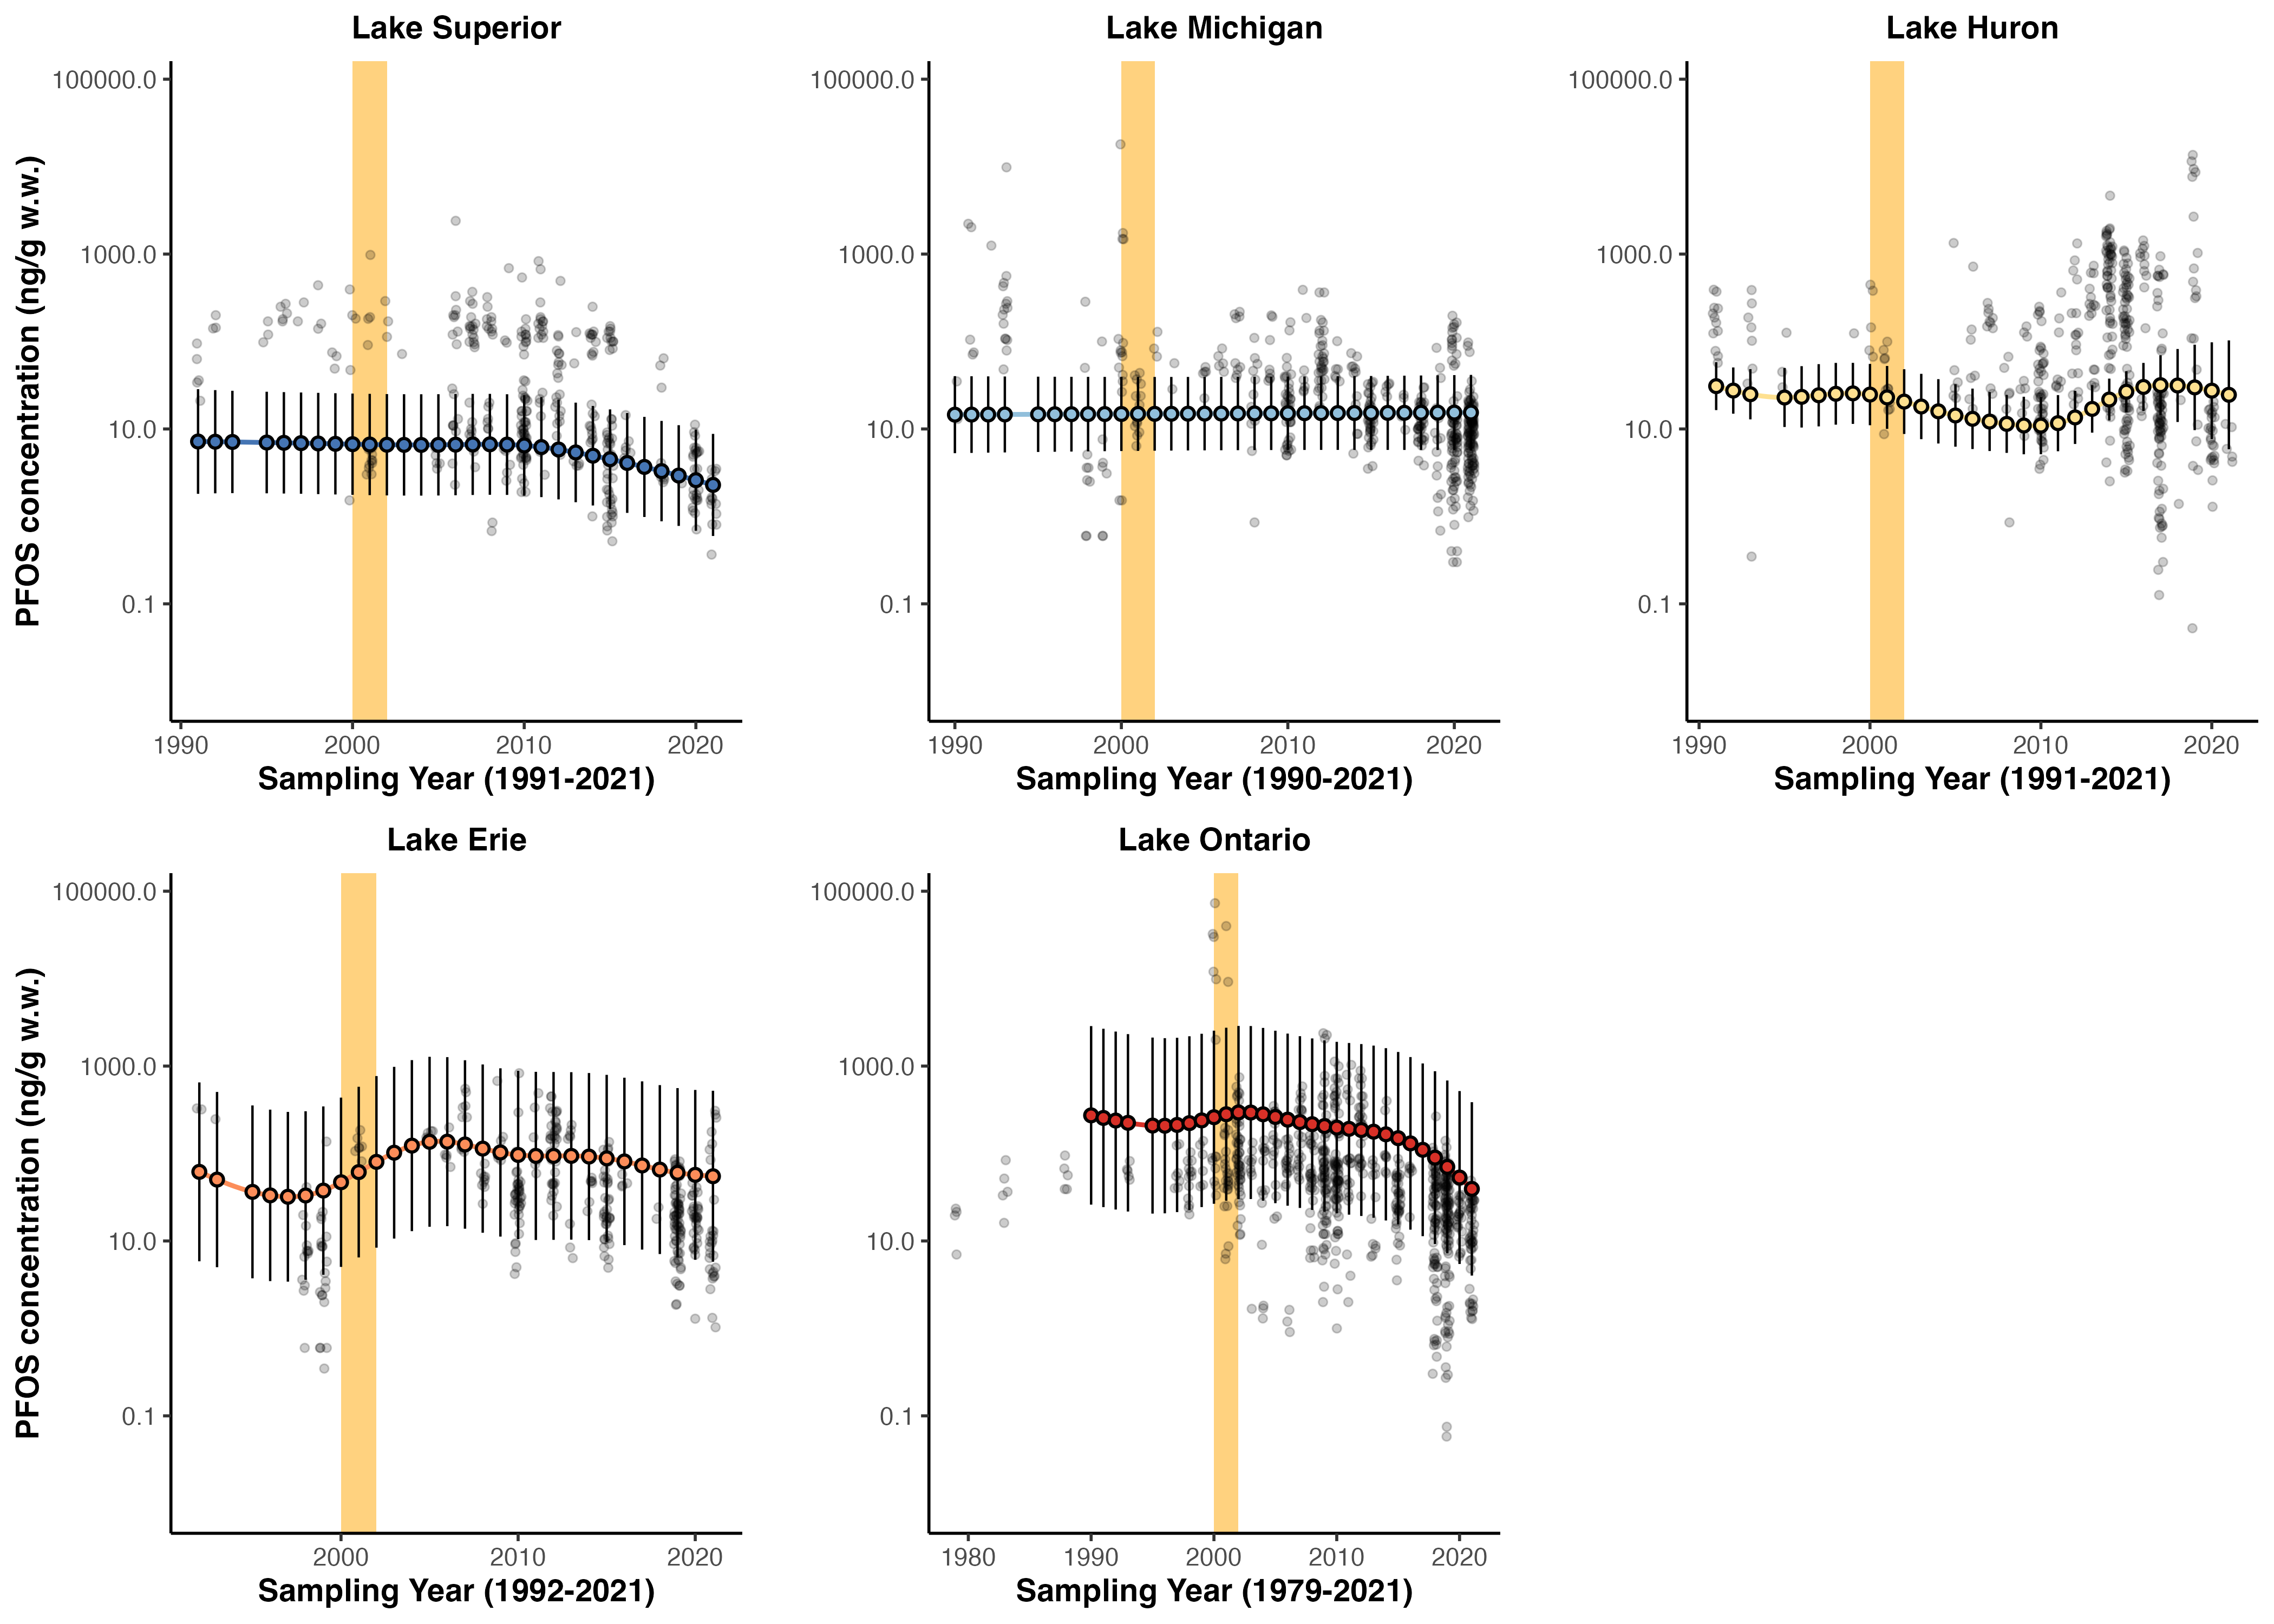 Lake Superior
PFOS concentration (ng/g w.w.)
100000.0
1000.0
10.0
0.1
1990 2000 2010 2020
Sampling Year (1991-2021)
Lake Michigan
100000.0
1000.0
10.0
0.1
1990 2000 2010 2020
Sampling Year (1990-2021)
Lake Huron
100000.0
1000.0
10.0
0.1
1990 2000 2010 2020
Sampling Year (1991-2021)
Lake Erie
PFOS concentration (ng/g w.w.)
100000.0
1000.0
10.0
0.1
2000 2010 2020
Sampling Year (1992-2021)
Lake Ontario
100000.0
1000.0
10.0
0.1
1980 1990 2000 2010 2020
Sampling Year (1979-2021)